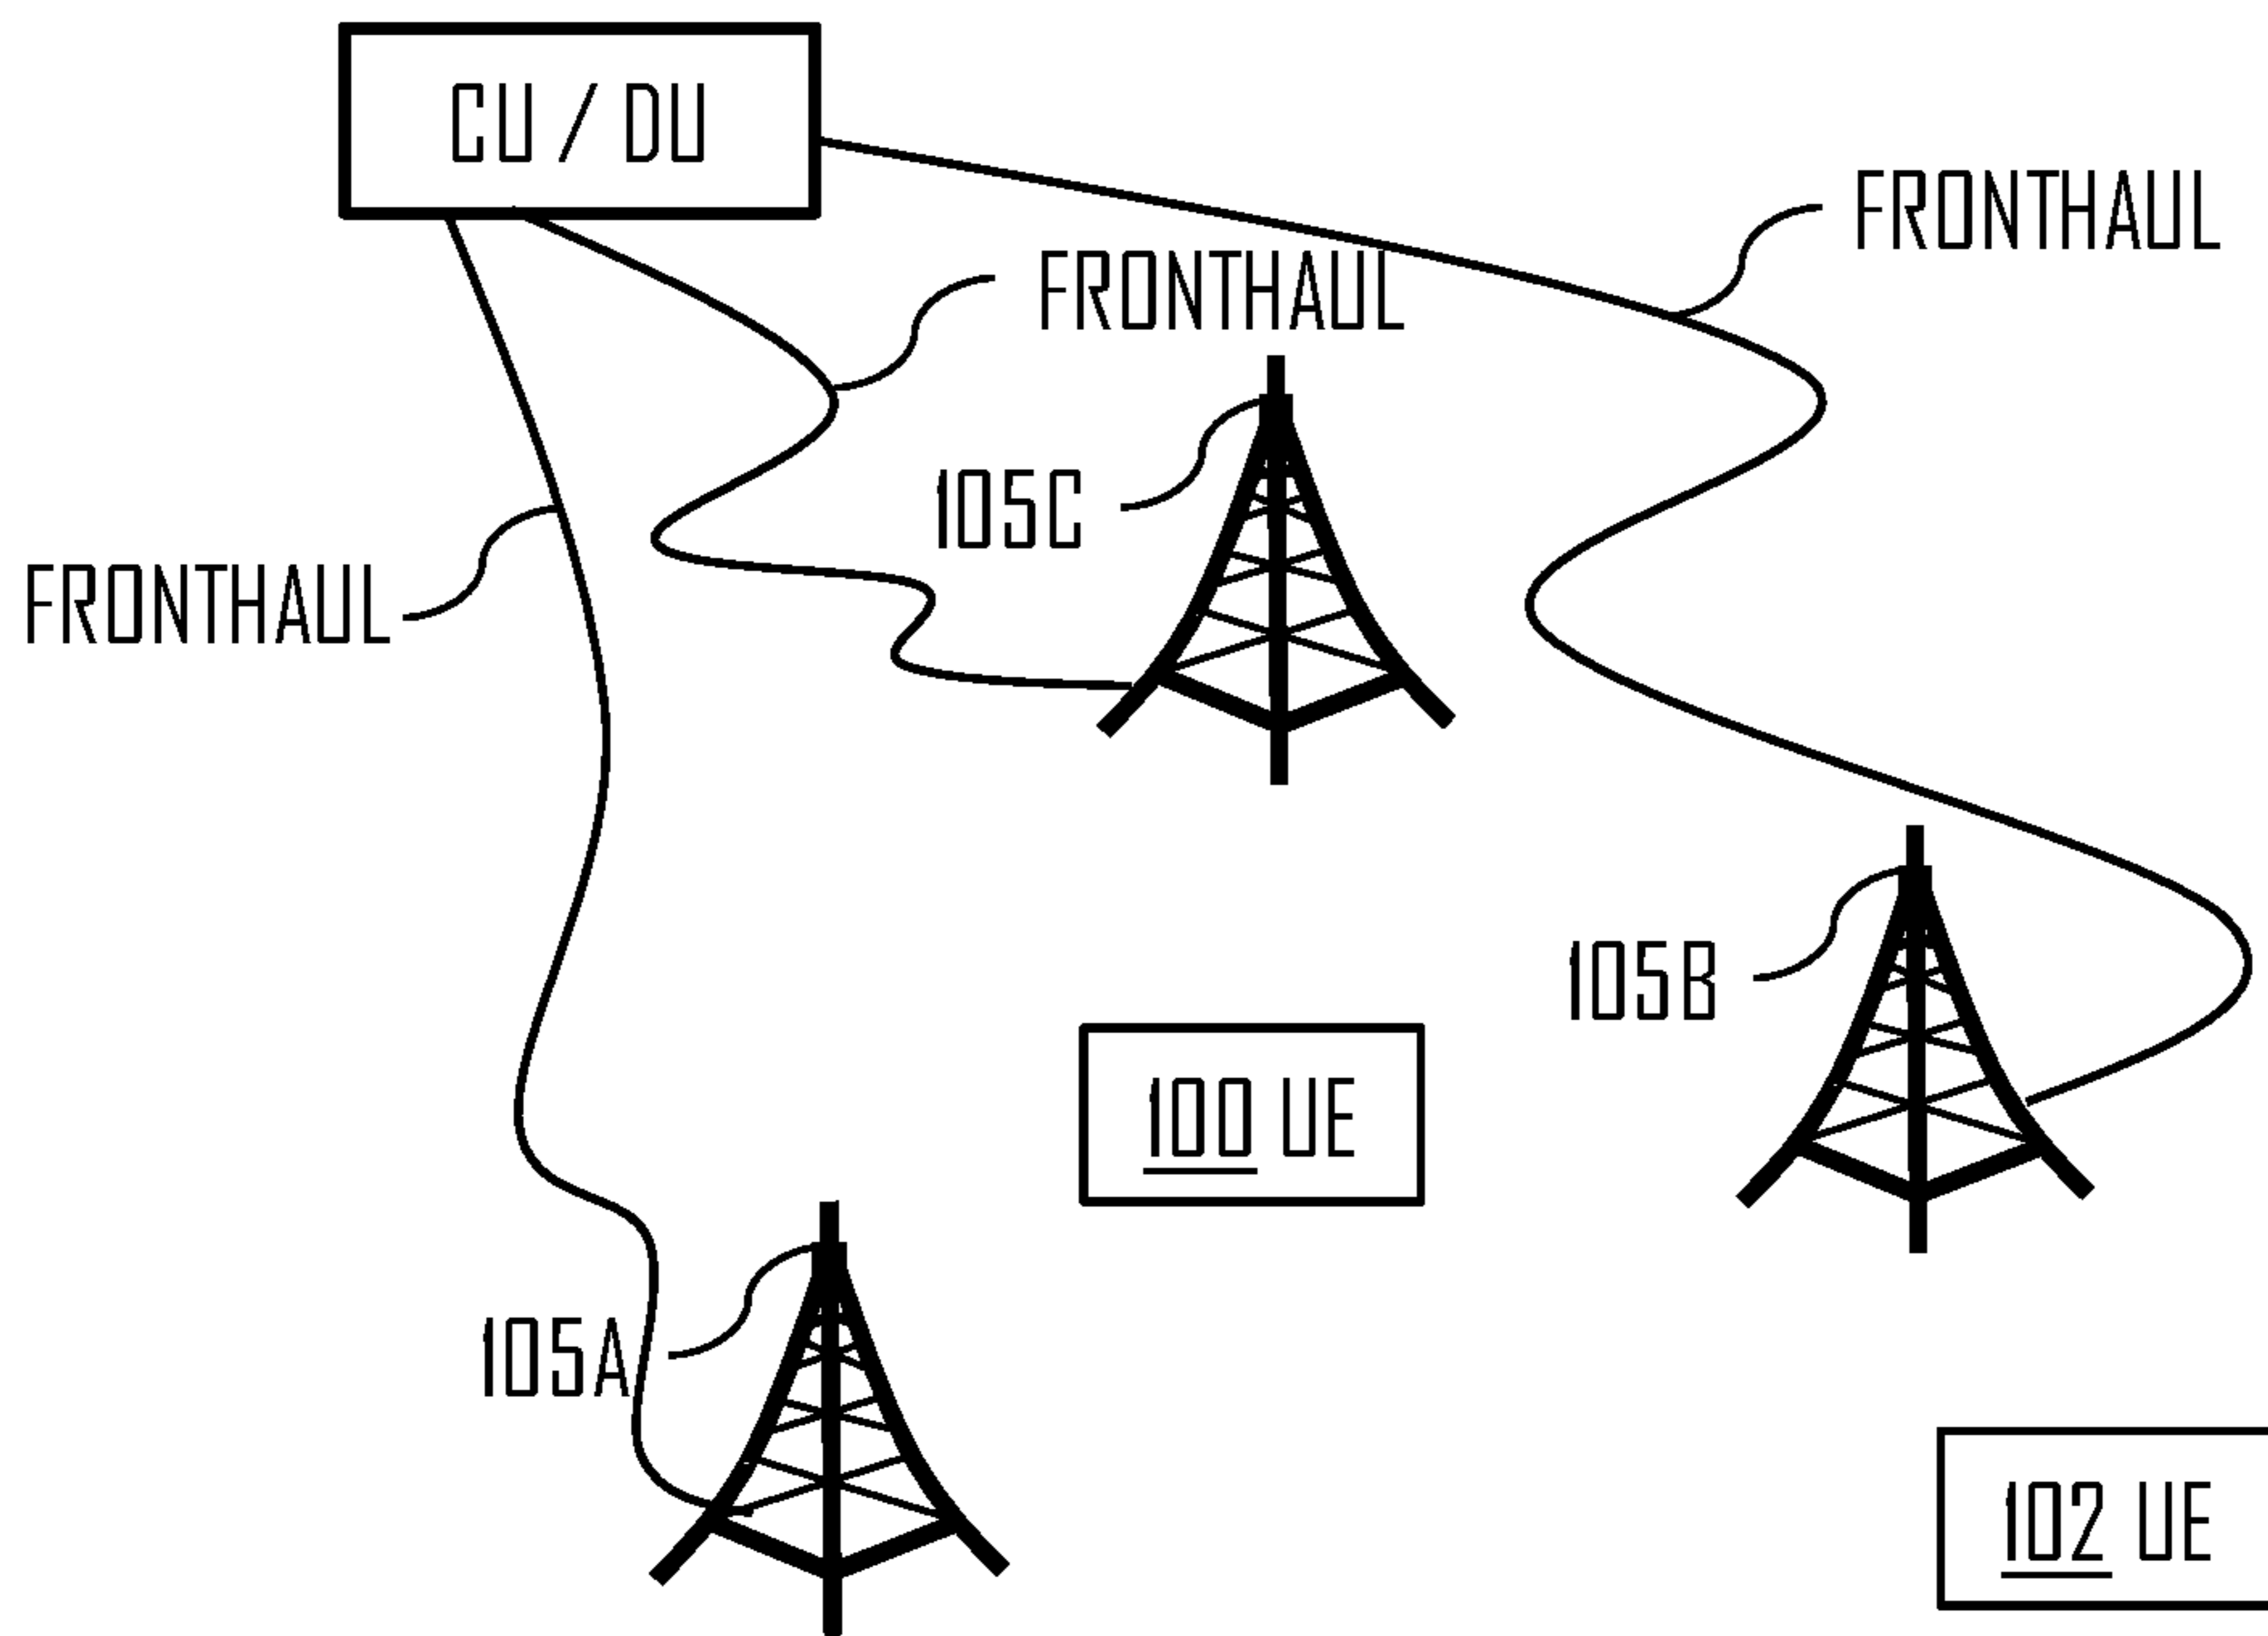 CU / DU
FRONTHAUL
FRONTHAUL
105C
FRONTHAUL
105B
100 UE
105A
102 UE